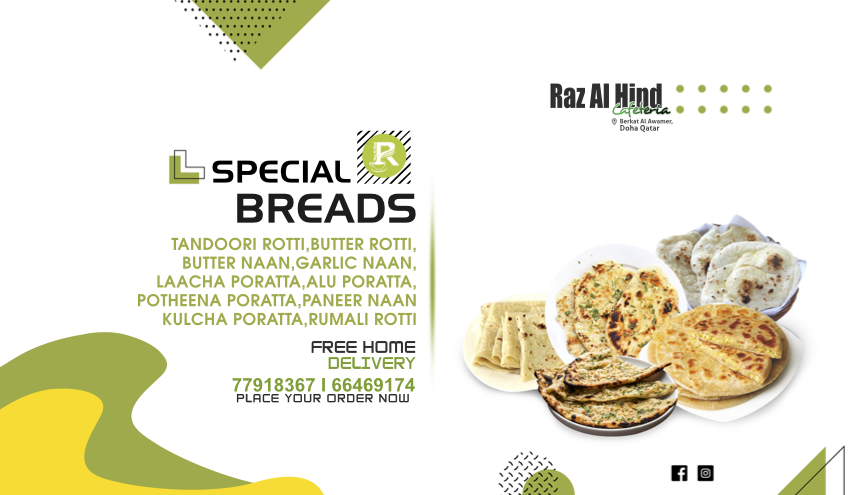 Raz Al Hind
Cafeteria
Berkat Al Awamer,
Doha Qatar
R
SPECIAL
BREADS
TANDOORI ROTTI,BUTTER ROTTI,
BUTTER NAAN,GARLIC NAAN,
LAACHA PORATTA,ALU PORATTA,
POTHEENA PORATTA,PANEER NAAN
KULCHA PORATTA,RUMALI ROTTI
FREE HOME
DELIVERY
77918367 I 66469174
PLACE YOUR ORDER NOW